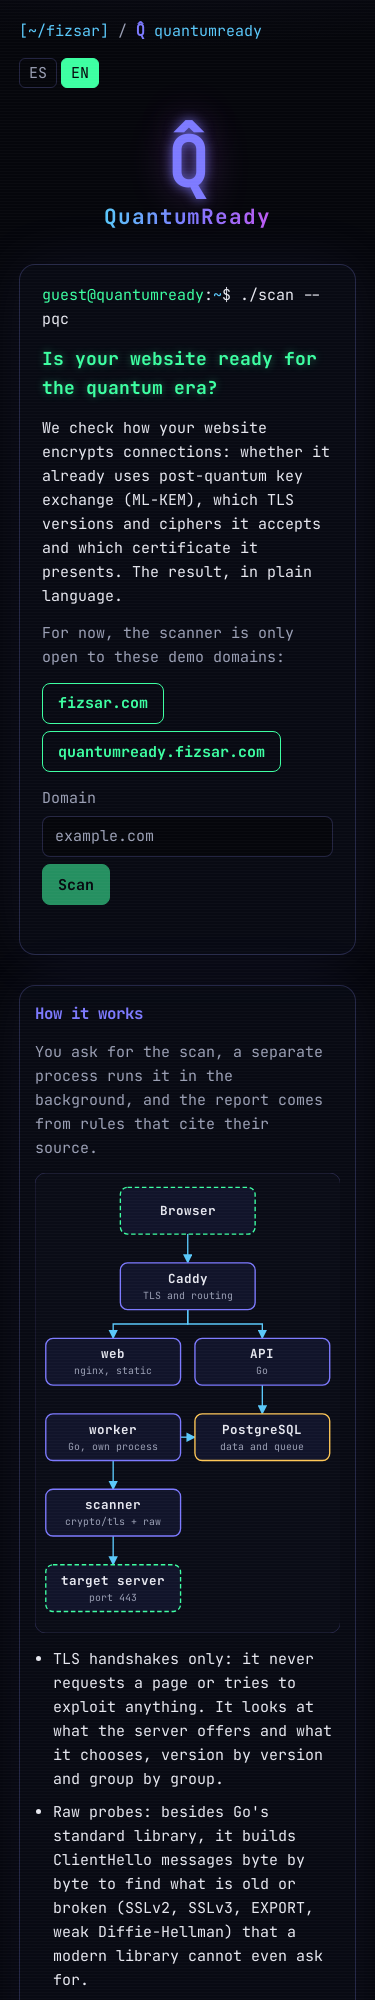 [~/fizsar] / Q̂ quantumready
ES EN
Q̂
QuantumReady
guest@quantumready:~$ ./scan --
pqc
Is your website ready for
the quantum era?
We check how your website
encrypts connections: whether it
already uses post-quantum key
exchange (ML-KEM), which TLS
versions and ciphers it accepts
and which certificate it
presents. The result, in plain
language.
For now, the scanner is only
open to these demo domains:
fizsar.com
quantumready.fizsar.com
Domain
example.com
Scan
How it works
You ask for the scan, a separate
process runs it in the
background, and the report comes
from rules that cite their
source.
Browser
Caddy
TLS and routing
web
nginx, static
API
Go
worker
Go, own process
PostgreSQL
data and queue
scanner
crypto/tls + raw
target server
port 443
• TLS handshakes only: it never
requests a page or tries to
exploit anything. It looks at
what the server offers and what
it chooses, version by version
and group by group.
• Raw probes: besides Go's
standard library, it builds
ClientHello messages byte by
byte to find what is old or
broken (SSLv2, SSLv3, EXPORT,
weak Diffie-Hellman) that a
modern library cannot even ask
for.